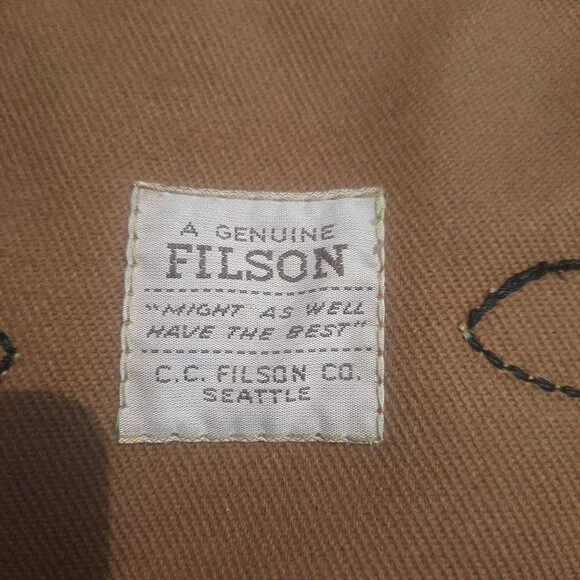 A GENUINE
FILSON
"MIGHT AS WELL
HAVE THE BEST"
C.C. FILSON CO.
SEATTLE